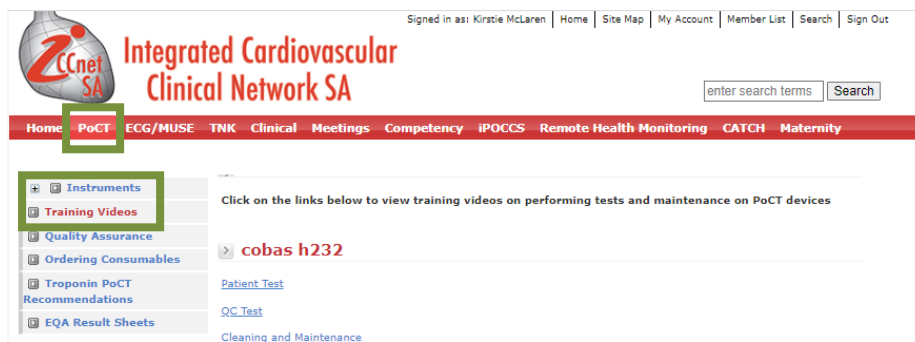 Signed in as: Kirstie McLaren | Home | Site Map | My Account | Member List | Search | Sign Out
iCCnet
SA
Integrated Cardiovascular
Clinical Network SA
enter search terms Search
Home PoCT ECG/MUSE TNK Clinical Meetings Competency iPOCCS Remote Health Monitoring CATCH Maternity
Instruments
Training Videos
Quality Assurance
Ordering Consumables
Troponin PoCT
Recommendations
EQA Result Sheets
Click on the links below to view training videos on performing tests and maintenance on PoCT devices
cobas h232
Patient Test
QC Test
Cleaning and Maintenance